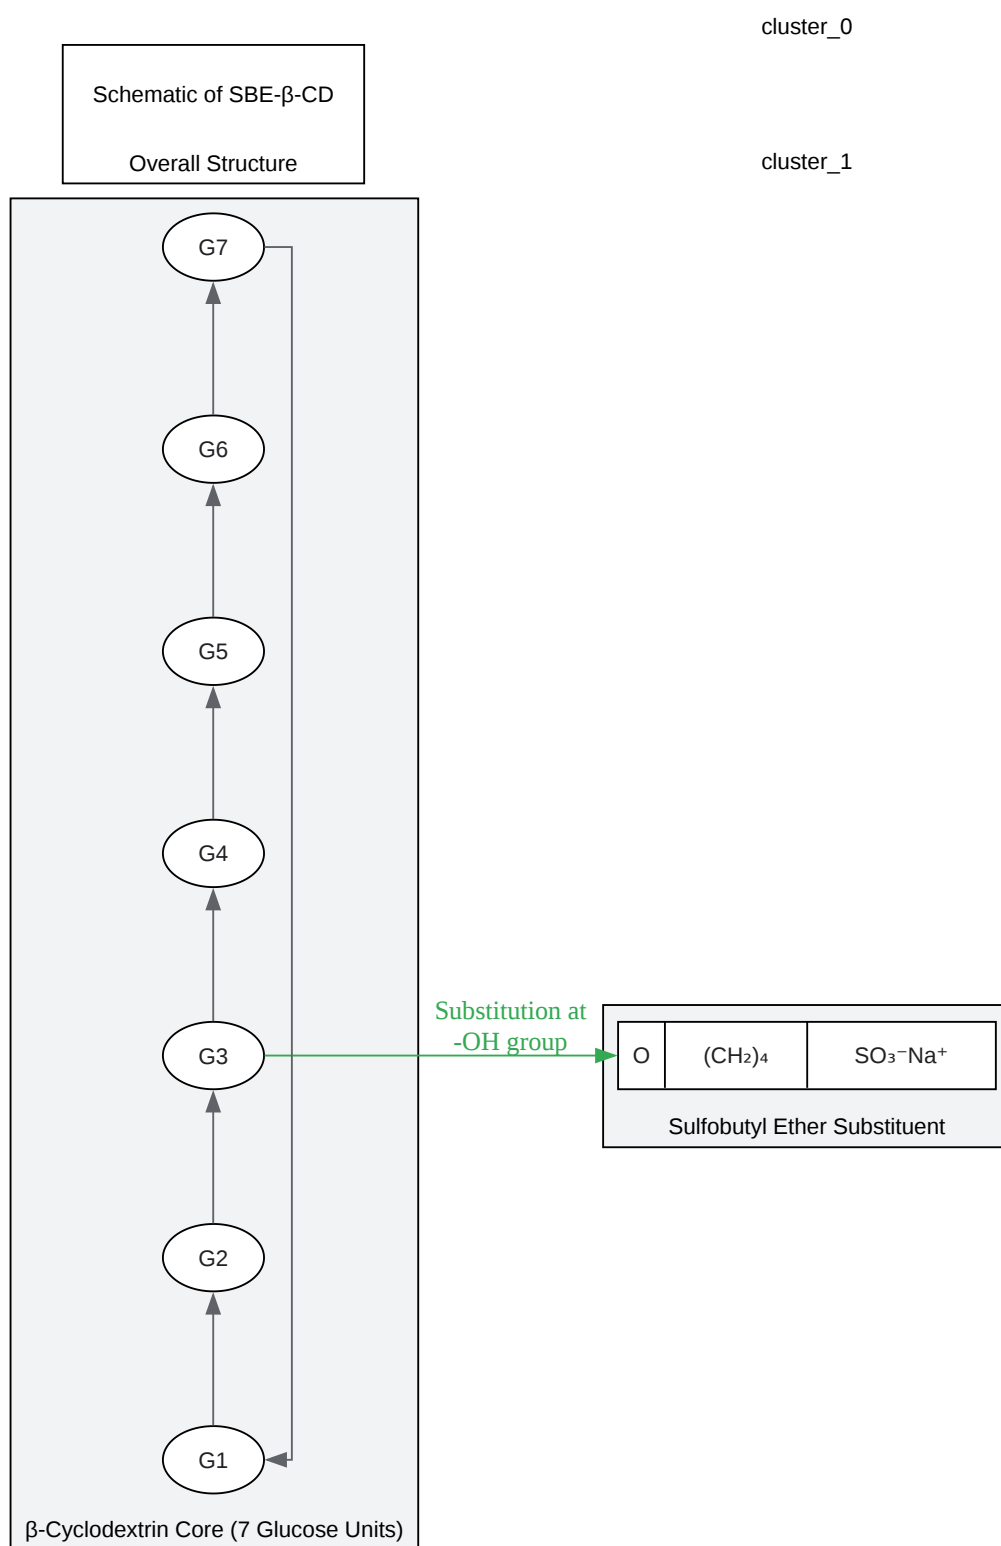 cluster_0
Schematic of SBE-β-CD
Overall Structure
cluster_1
G7
G6
G5
G4
Substitution at
-OH group
G3
O
(CH₂)₄
SO₃⁻Na⁺
Sulfobutyl Ether Substituent
G2
G1
β-Cyclodextrin Core (7 Glucose Units)